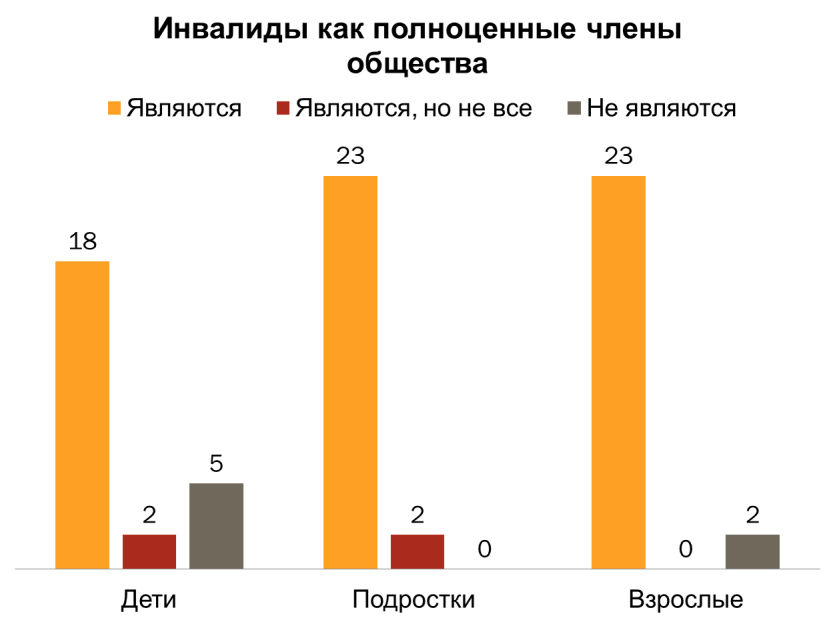 Инвалиды как полноценные члены
общества
Являются Являются, но не все Не являются
23 23
18
5
2 2 0 0 2
Дети Подростки Взрослые